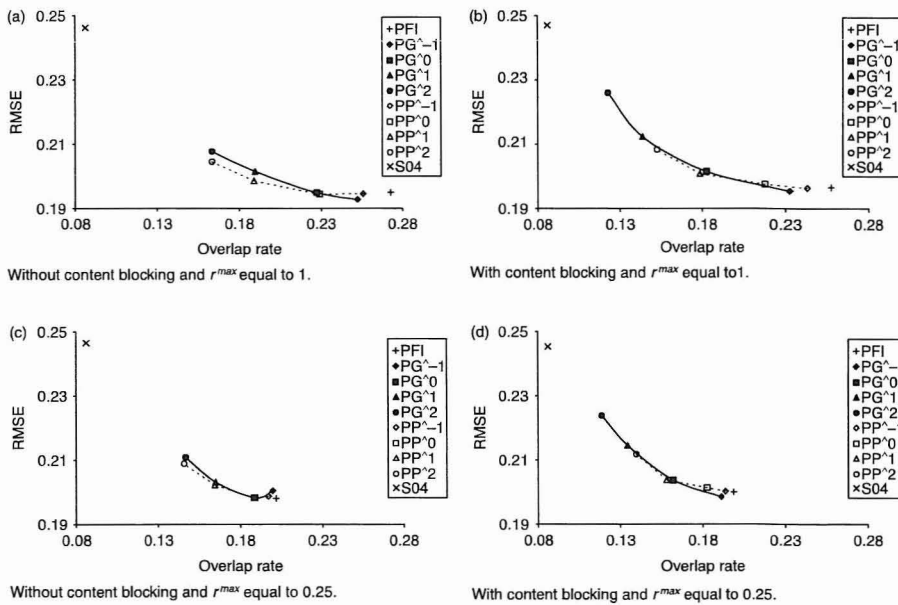 (a)
0.25
0.23
0.21
0.19
RMSE
0.08 0.13 0.18 0.23 0.28
Overlap rate
+PFI
PG^−1
PG^0
PG^1
PG^2
PP^−1
PP^0
PP^1
PP^2
×S04
Without content blocking and r^max equal to 1.
(b)
0.25
0.23
0.21
0.19
RMSE
0.08 0.13 0.18 0.23 0.28
Overlap rate
+PFI
PG^−1
PG^0
PG^1
PG^2
PP^−1
PP^0
PP^1
PP^2
×S04
With content blocking and r^max equal to1.
(c)
0.25
0.23
0.21
0.19
RMSE
0.08 0.13 0.18 0.23 0.28
Overlap rate
+PFI
PG^−1
PG^0
PG^1
PG^2
PP^−1
PP^0
PP^1
PP^2
×S04
Without content blocking and r^max equal to 0.25.
(d)
0.25
0.23
0.21
0.19
RMSE
0.08 0.13 0.18 0.23 0.28
Overlap rate
+PFI
PG^−1
PG^0
PG^1
PG^2
PP^−1
PP^0
PP^1
PP^2
×S04
With content blocking and r^max equal to 0.25.